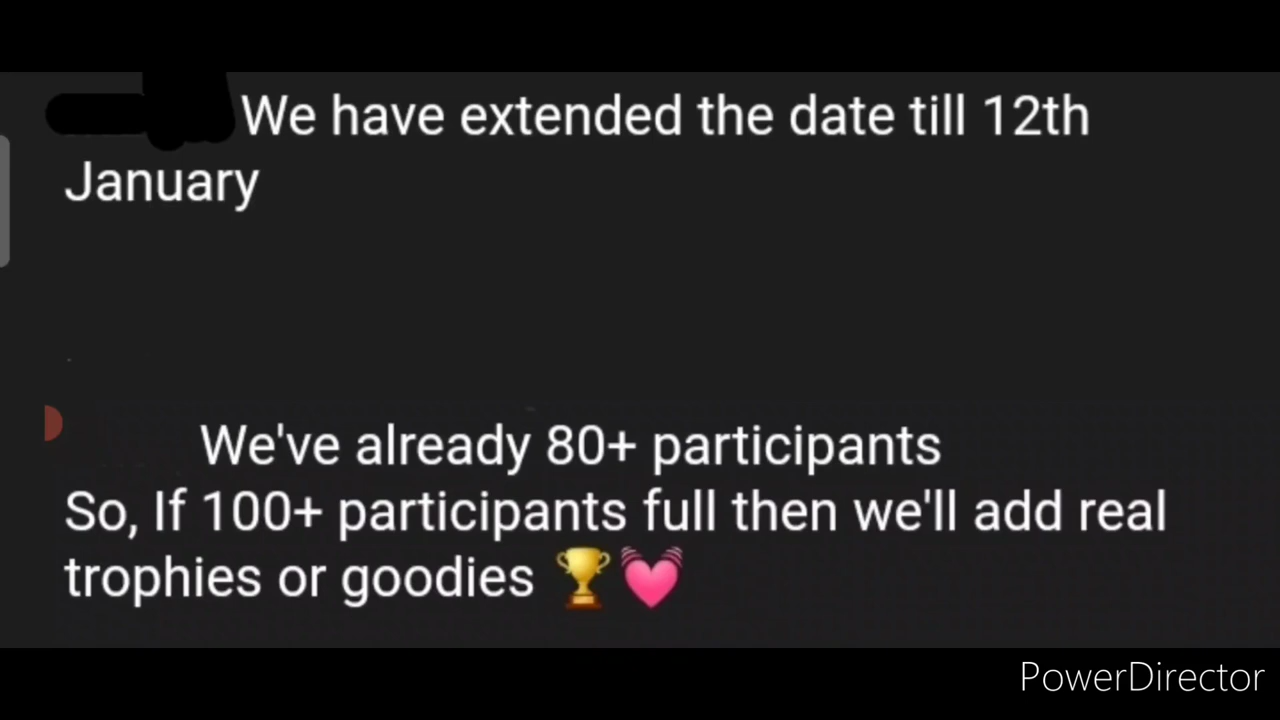 We have extended the date till 12th
January
We've already 80+ participants
So, If 100+ participants full then we'll add real
trophies or goodies 🏆💓
PowerDirector